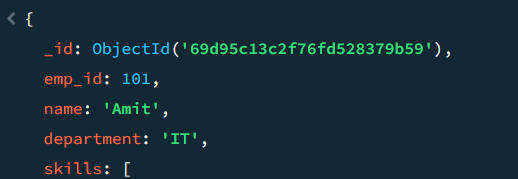 {
_id: ObjectId('69d95c13c2f76fd528379b59'),
emp_id: 101,
name: 'Amit',
department: 'IT',
skills: [